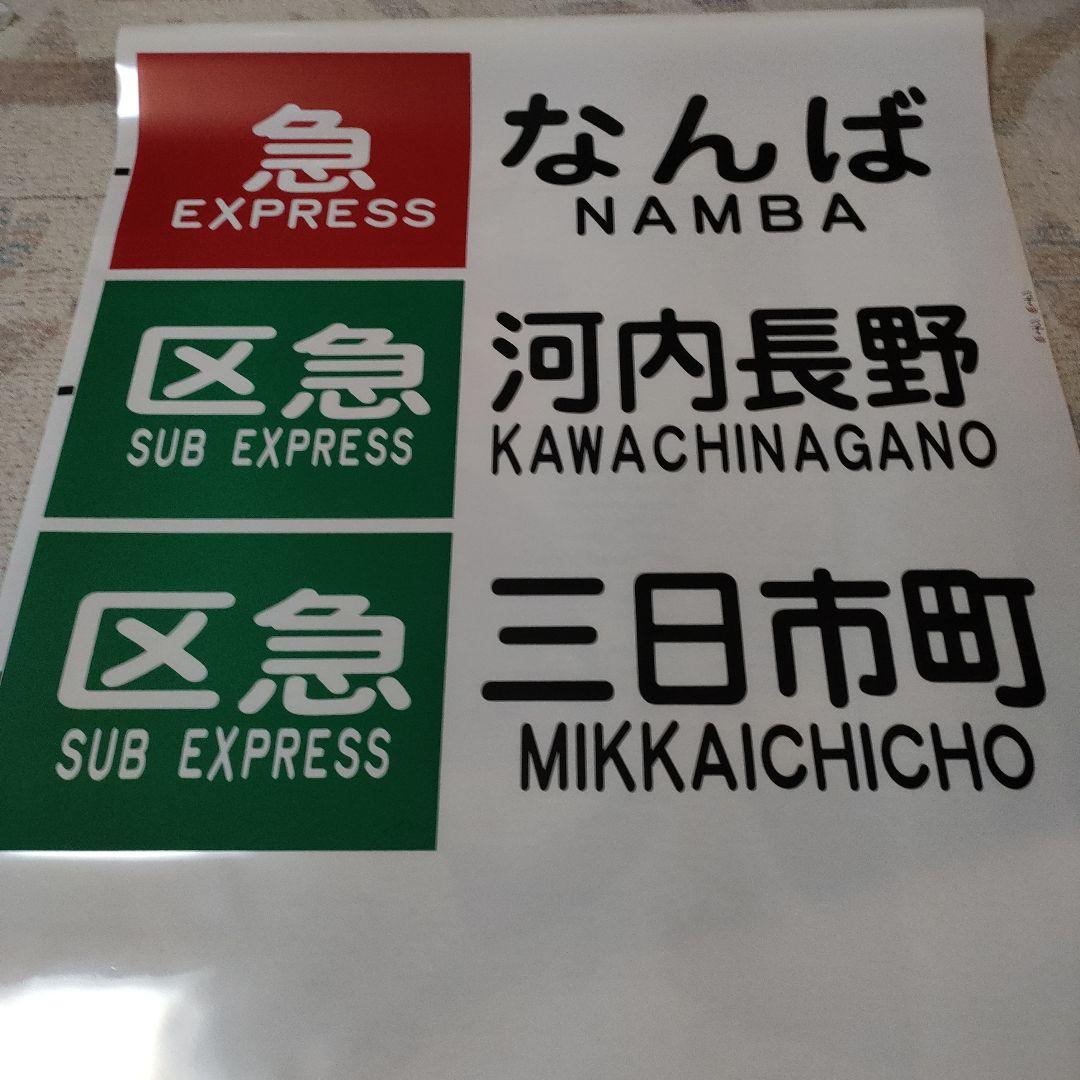 急
EXPRESS
なんば
NAMBA
区急
SUB EXPRESS
河内長野
KAWACHINAGANO
区急
SUB EXPRESS
三日市町
MIKKAICHICHO